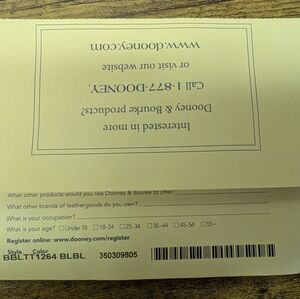 Interested in more
Dooney & Bourke products?
Call 1-877-DOONEY,
or visit our website
www.dooney.com
What other products would you like Dooney & Bourke to offer?
What other brands of leathergoods do you own?
What is your occupation?
What is your age? ☐ Under 18 ☐ 18-24 ☐ 25-34 ☐ 35-44 ☐ 45-54 ☐ 55+
Register online: www.dooney.com/register
Style Color
BBLTT1264 BLBL 350309805